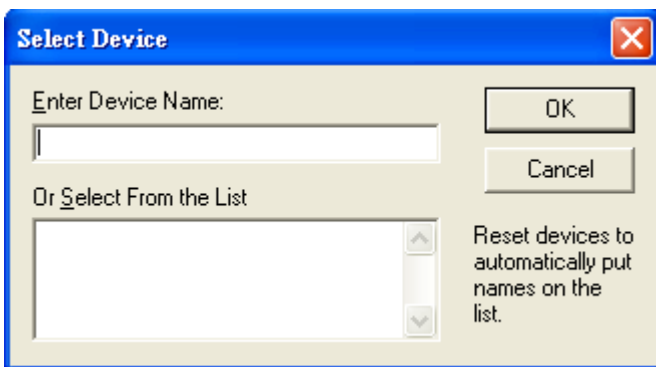 Select Device
Enter Device Name:
OK
Cancel
Or Select From the List
Reset devices to
automatically put
names on the
list.